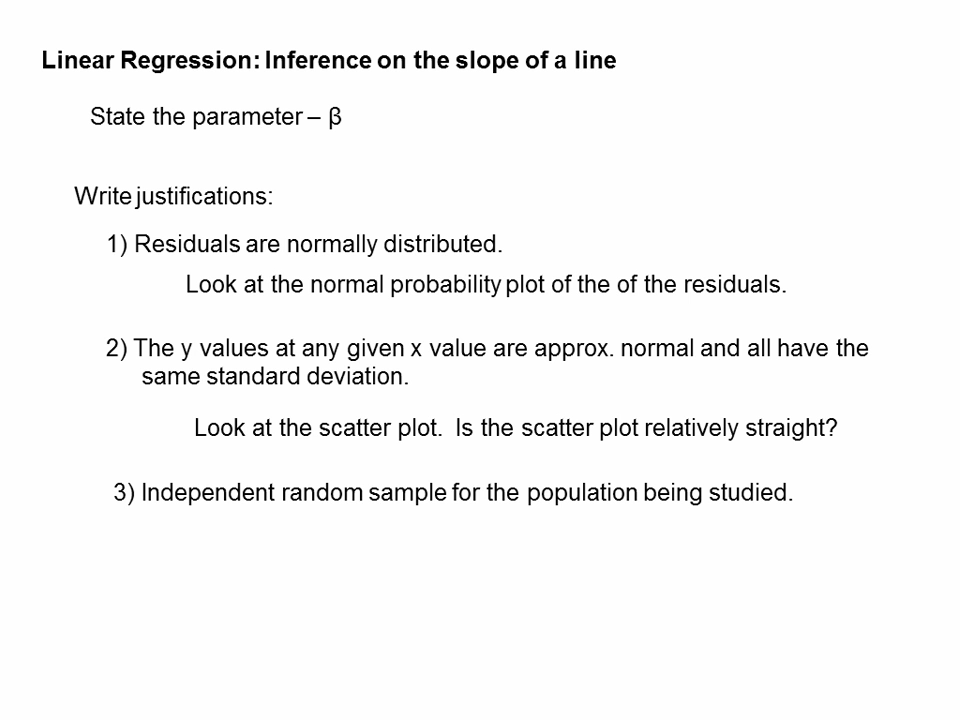 Linear Regression: Inference on the slope of a line
State the parameter – β
Write justifications:
1) Residuals are normally distributed.
Look at the normal probability plot of the of the residuals.
2) The y values at any given x value are approx. normal and all have the
same standard deviation.
Look at the scatter plot.  Is the scatter plot relatively straight?
3) Independent random sample for the population being studied.